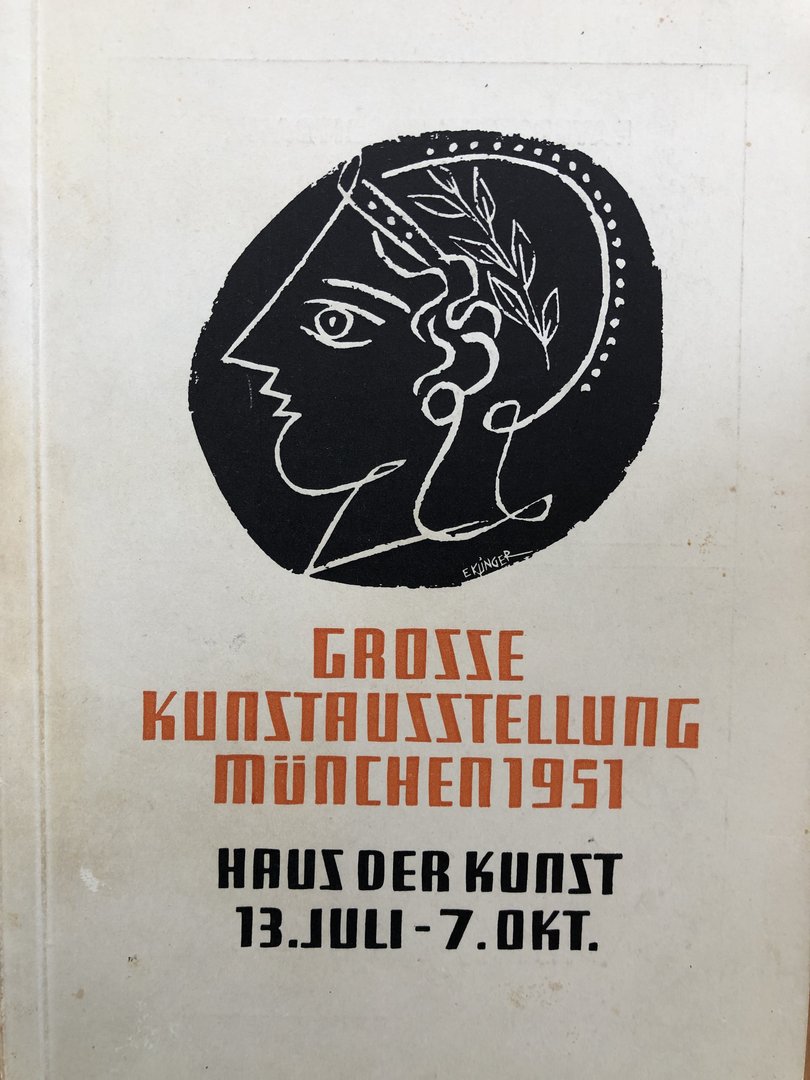 E KLINGER
GROSSE
KUNSTAUSSTELLUNG
MÜNCHEN 1951
HAUS DER KUNST
13. JULI - 7. OKT.